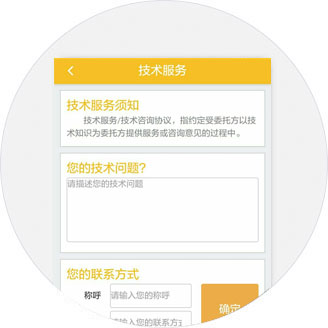 技术服务
技术服务须知
技术服务/技术咨询协议，指约定受委托方以技
术知识为委托方提供服务或咨询意见的过程中。
您的技术问题?
请描述您的技术问题
您的联系方式
称呼 请输入您的称呼
确定
请输入您的联系方式